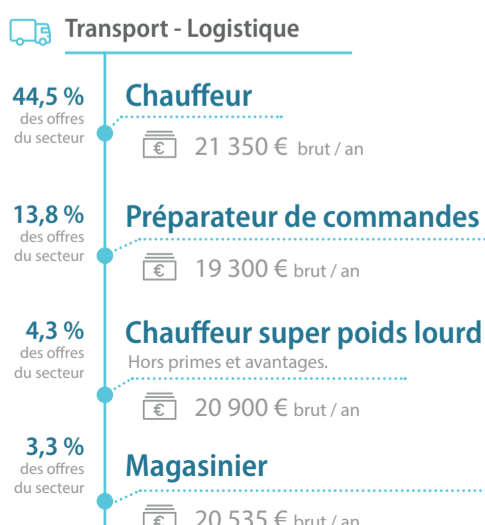 Transport - Logistique
44,5 %
des offres
du secteur
Chauffeur
€ 21 350 € brut / an
13,8 %
des offres
du secteur
Préparateur de commandes
€ 19 300 € brut / an
4,3 %
des offres
du secteur
Chauffeur super poids lourd
Hors primes et avantages.
€ 20 900 € brut / an
3,3 %
des offres
du secteur
Magasinier
€ 20 535 € brut / an